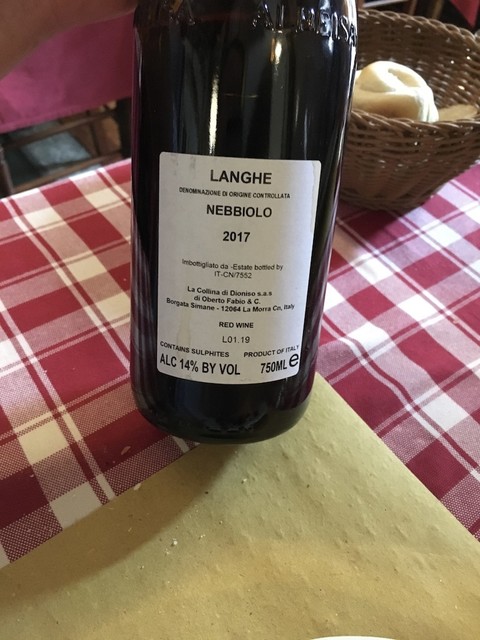 LANGHE
DENOMINAZIONE DI ORIGINE CONTROLLATA
NEBBIOLO
2017
Imbottigliato da -Estate bottled by
IT-CN/7552
La Collina di Dioniso s.a.s
di Oberto Fabio & C.
Borgata Simane - 12064 La Morra Cn, Italy
RED WINE
L01.19
CONTAINS SULPHITES PRODUCT OF ITALY
ALC 14% BY VOL 750ML e